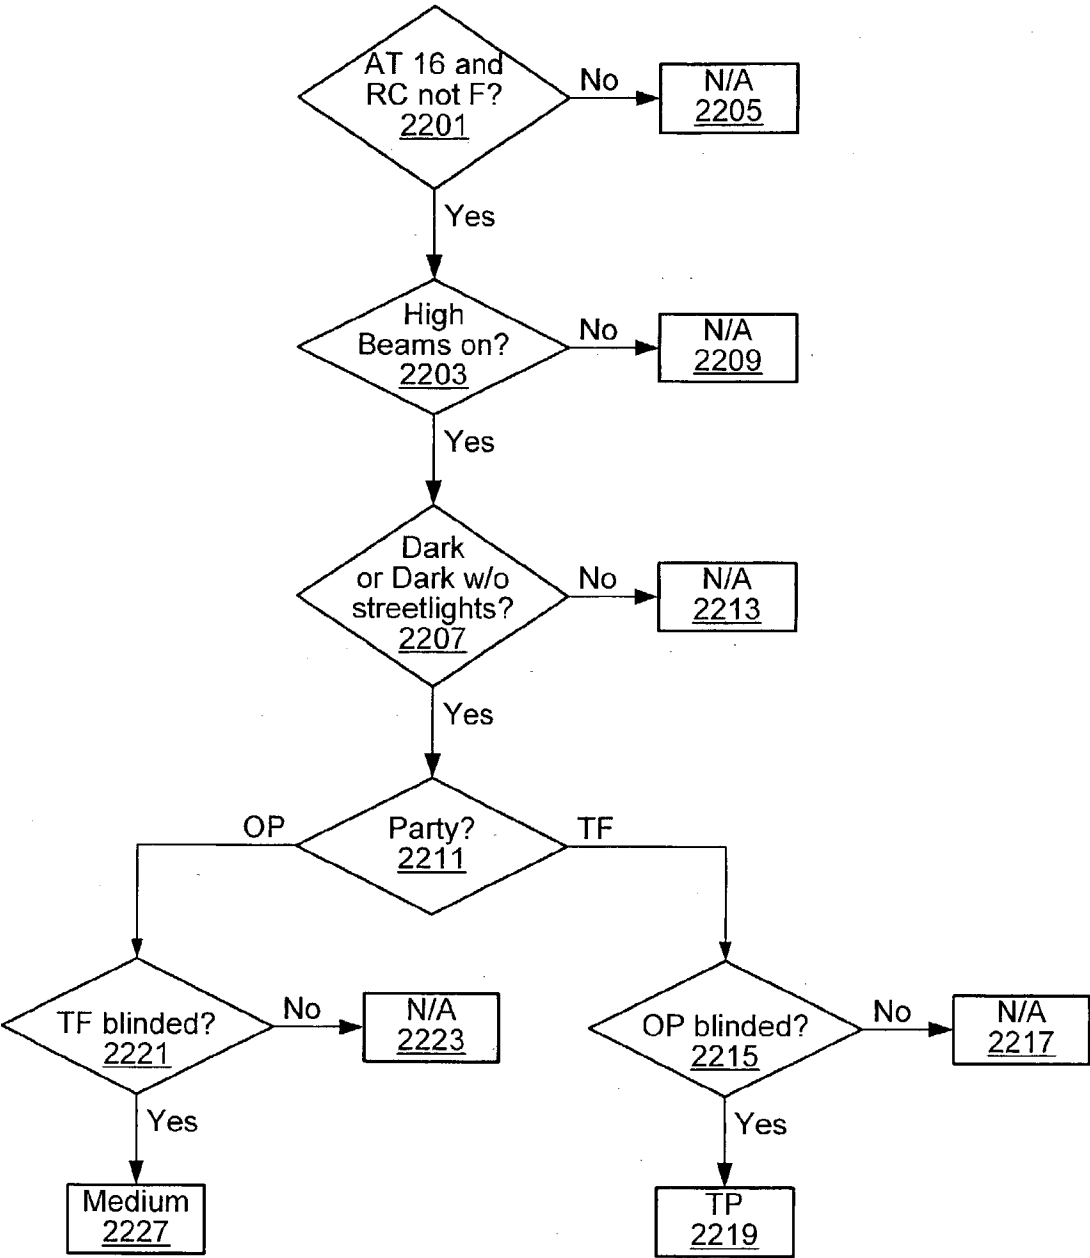 AT 16 and
RC not F?
2201
No
N/A
2205
Yes
High
Beams on?
2203
No
N/A
2209
Yes
Dark
or Dark w/o
streetlights?
2207
No
N/A
2213
Yes
OP
Party?
2211
TF
TF blinded?
2221
No
N/A
2223
OP blinded?
2215
No
N/A
2217
Yes
Yes
Medium
2227
TP
2219